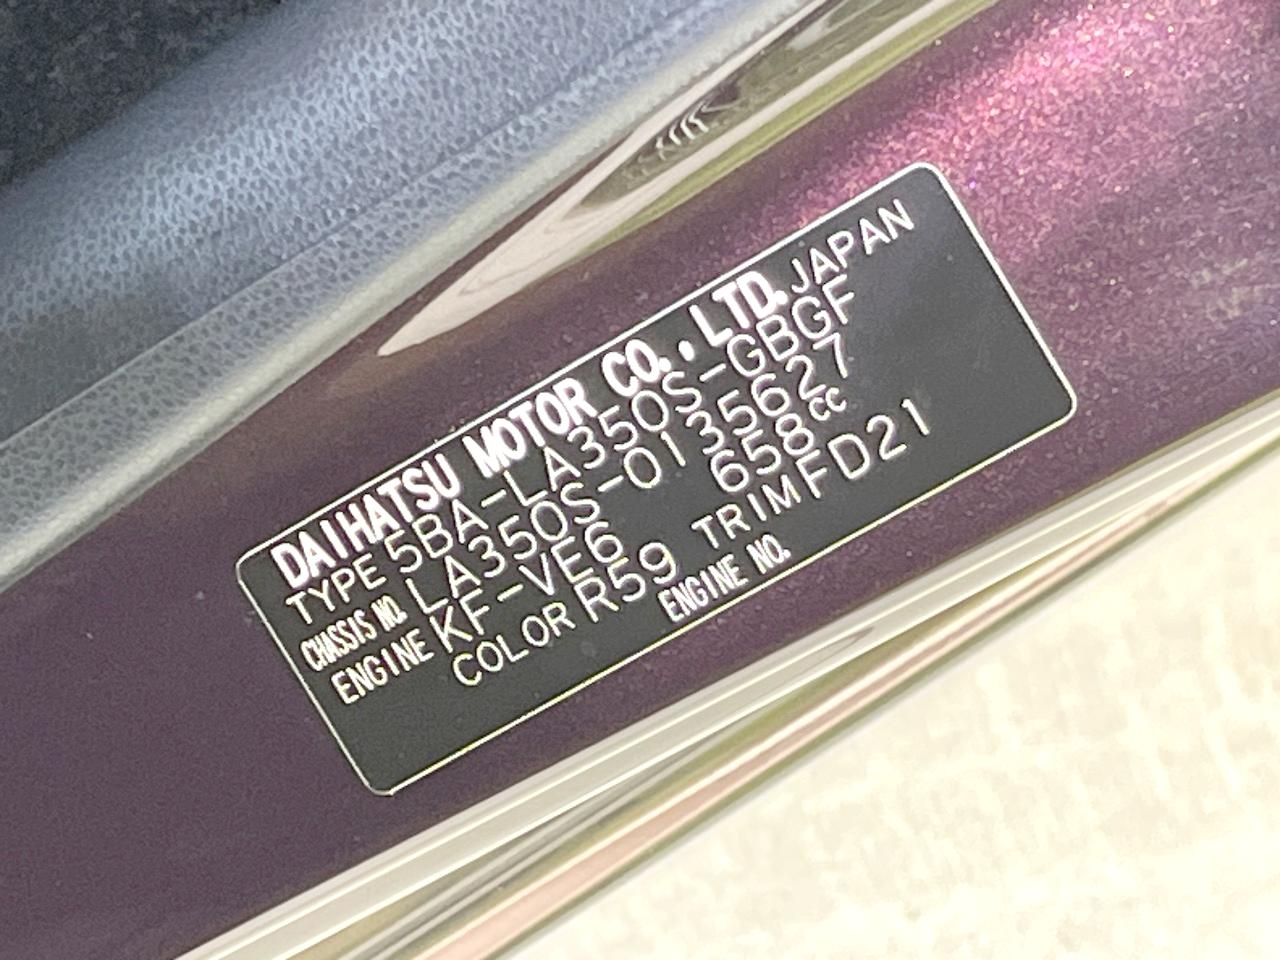 DAIHATSU MOTOR CO., LTD. JAPAN
TYPE 5BA-LA350S-GBGF
CHASSIS NO. LA350S-0135627
ENGINE KF-VE6 658cc
COLOR R59 TRIM FD21
ENGINE NO.